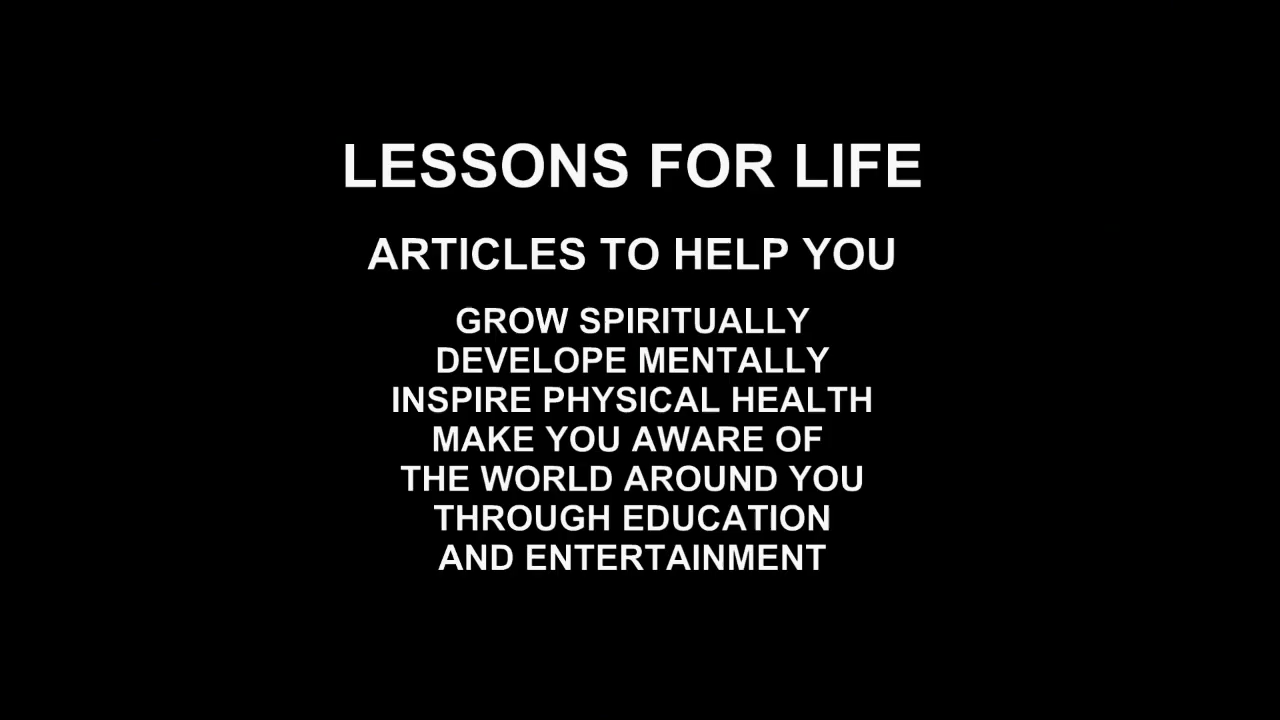 LESSONS FOR LIFE
ARTICLES TO HELP YOU
GROW SPIRITUALLY
DEVELOPE MENTALLY
INSPIRE PHYSICAL HEALTH
MAKE YOU AWARE OF
THE WORLD AROUND YOU
THROUGH EDUCATION
AND ENTERTAINMENT